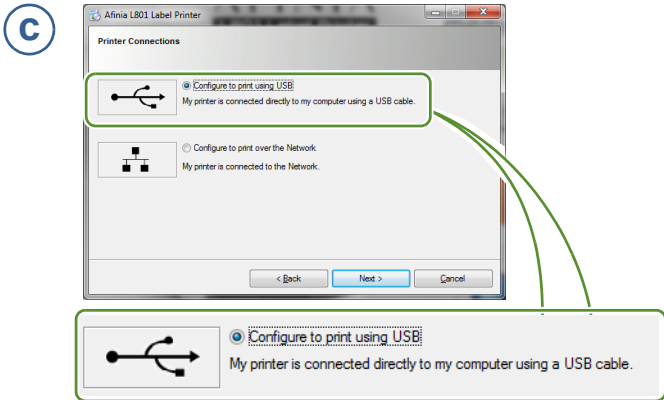 C
Afinia L801 Label Printer
Printer Connections
Configure to print using USB
My printer is connected directly to my computer using a USB cable.
Configure to print over the Network
My printer is connected to the Network.
< Back Next > Cancel
Configure to print using USB
My printer is connected directly to my computer using a USB cable.